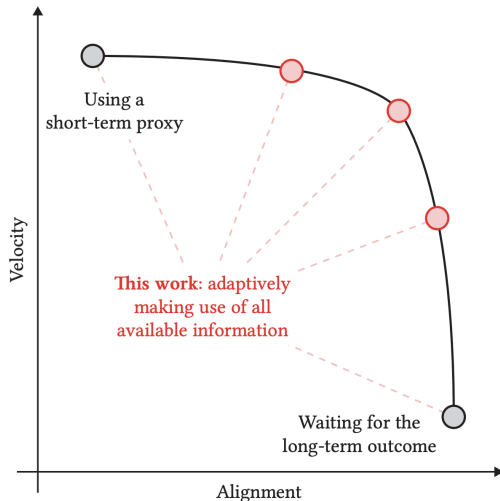 Using a
short-term proxy
Velocity
This work: adaptively
making use of all
available information
Waiting for the
long-term outcome
Alignment